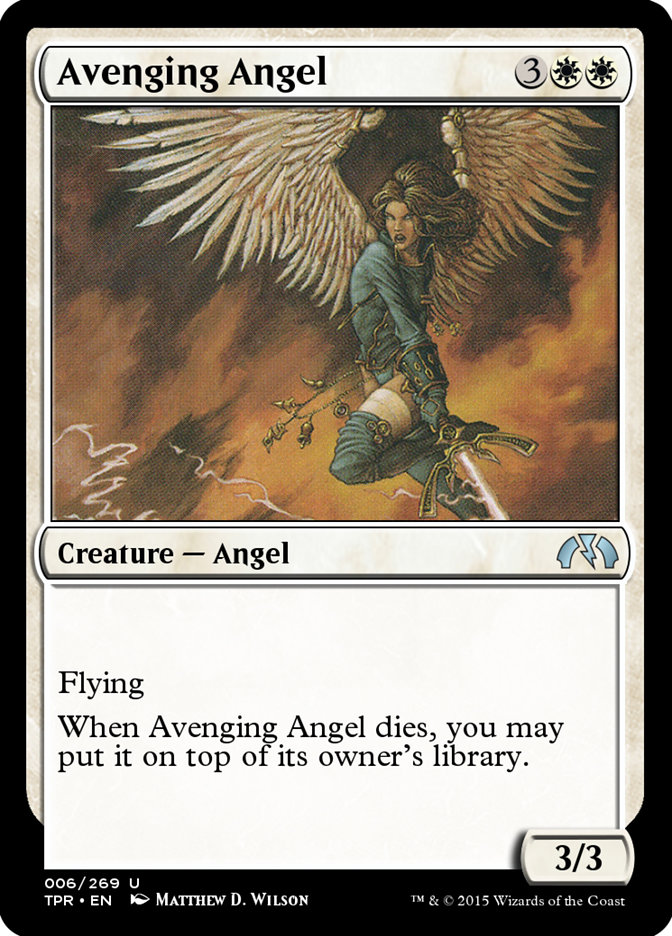 Avenging Angel 3
Creature — Angel
Flying
When Avenging Angel dies, you may
put it on top of its owner's library.
3/3
006/269 U
TPR • EN Matthew D. Wilson
™ & © 2015 Wizards of the Coast